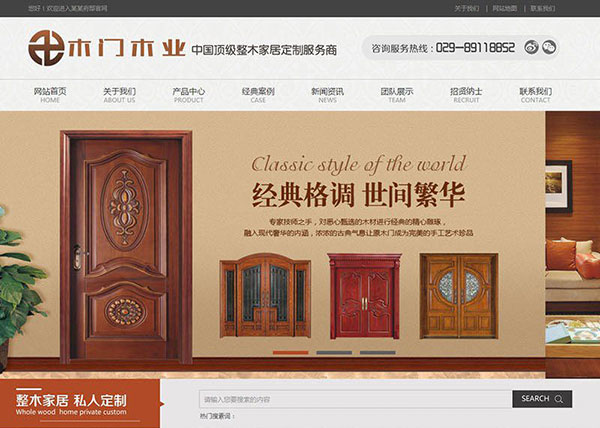 您好！欢迎进入某某府邸官网
关于我们 | 网站地图 | 联系我们
木门木业 中国顶级整木家居定制服务商
咨询服务热线：029-89118852
网站首页 关于我们 产品中心 经典案例 新闻资讯 团队展示 招贤纳士 联系我们
HOME ABOUT US PRODUCT CASE NEWS TEAM RECRUIT CONTACT
Classic style of the world
经典格调 世间繁华
专家技师之手，对悉心甄选的木材进行经典的精心雕琢，
融入现代奢华的内涵，浓浓的古典气息让原木门成为完美的手工艺术珍品
整木家居 私人定制
Whole wood home private custom
请输入您要搜索的内容
SEARCH
热门搜索词：